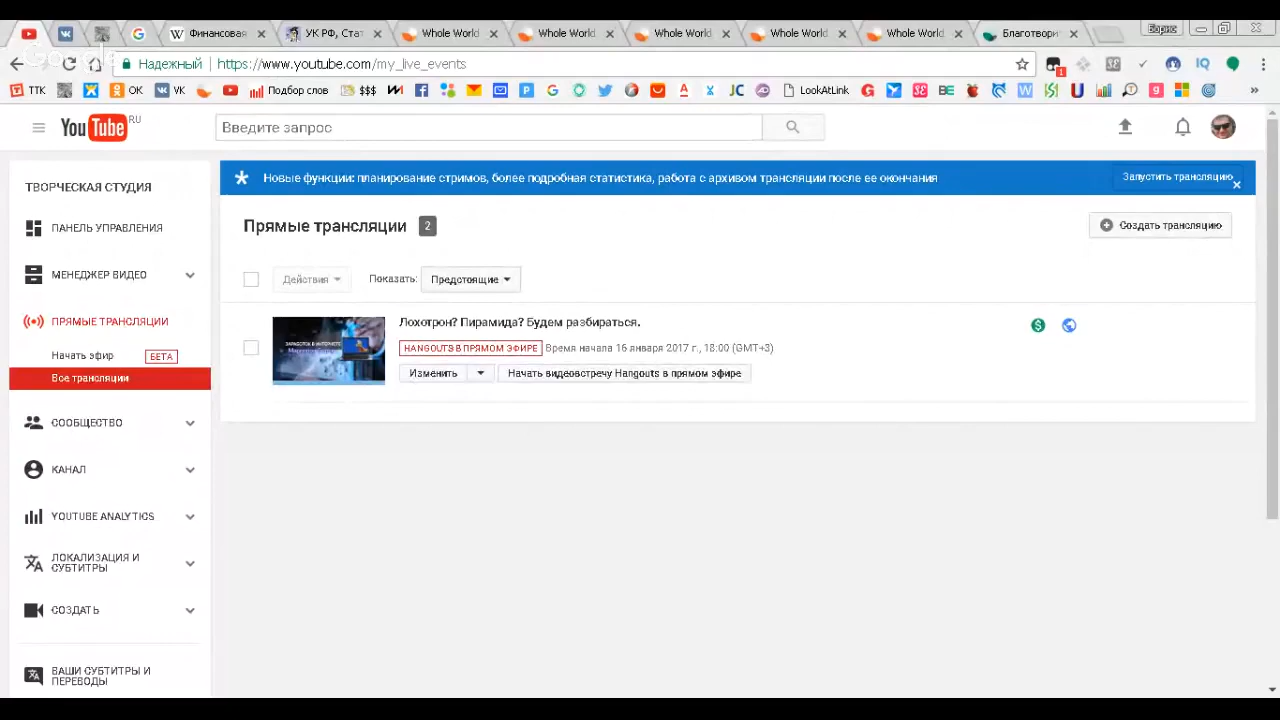 Финансовая
УК РФ, Стат
Whole World
Whole World
Whole World
Whole World
Whole World
Благотвори
Борис
Google
Надежный
https://www.youtube.com/my_live_events
ТТК
ОК
VK
Подбор слов
$$$
LookAtLink
YouTube RU
Введите запрос
ТВОРЧЕСКАЯ СТУДИЯ
ПАНЕЛЬ УПРАВЛЕНИЯ
МЕНЕДЖЕР ВИДЕО
ПРЯМЫЕ ТРАНСЛЯЦИИ
Начать эфир BETA
Все трансляции
СООБЩЕСТВО
КАНАЛ
YOUTUBE ANALYTICS
ЛОКАЛИЗАЦИЯ И
СУБТИТРЫ
СОЗДАТЬ
ВАШИ СУБТИТРЫ И
ПЕРЕВОДЫ
Новые функции: планирование стримов, более подробная статистика, работа с архивом трансляции после ее окончания
Запустить трансляцию
Прямые трансляции 2
Создать трансляцию
Действия
Показать: Предстоящие
Лохотрон? Пирамида? Будем разбираться.
HANGOUTS В ПРЯМОМ ЭФИРЕ Время начала 16 января 2017 г., 18:00 (GMT+3)
Изменить
Начать видеовстречу Hangouts в прямом эфире